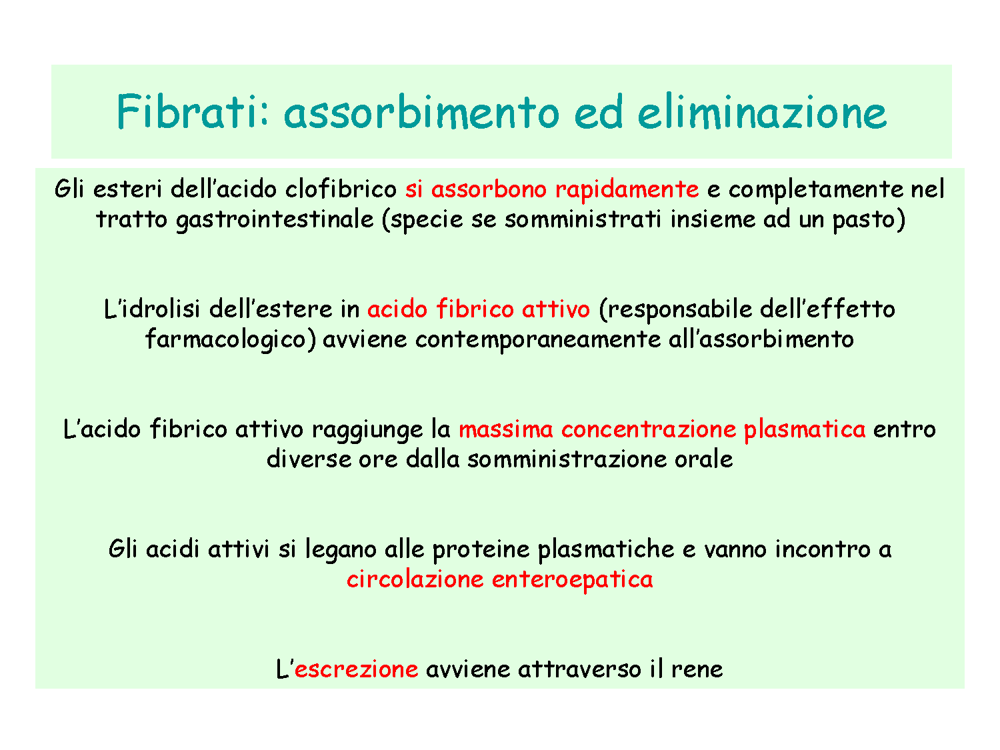 Fibrati: assorbimento ed eliminazione
Gli esteri dell’acido clofibrico si assorbono rapidamente e completamente nel
tratto gastrointestinale (specie se somministrati insieme ad un pasto)
L’idrolisi dell’estere in acido fibrico attivo (responsabile dell’effetto
farmacologico) avviene contemporaneamente all’assorbimento
L’acido fibrico attivo raggiunge la massima concentrazione plasmatica entro
diverse ore dalla somministrazione orale
Gli acidi attivi si legano alle proteine plasmatiche e vanno incontro a
circolazione enteroepatica
L’escrezione avviene attraverso il rene